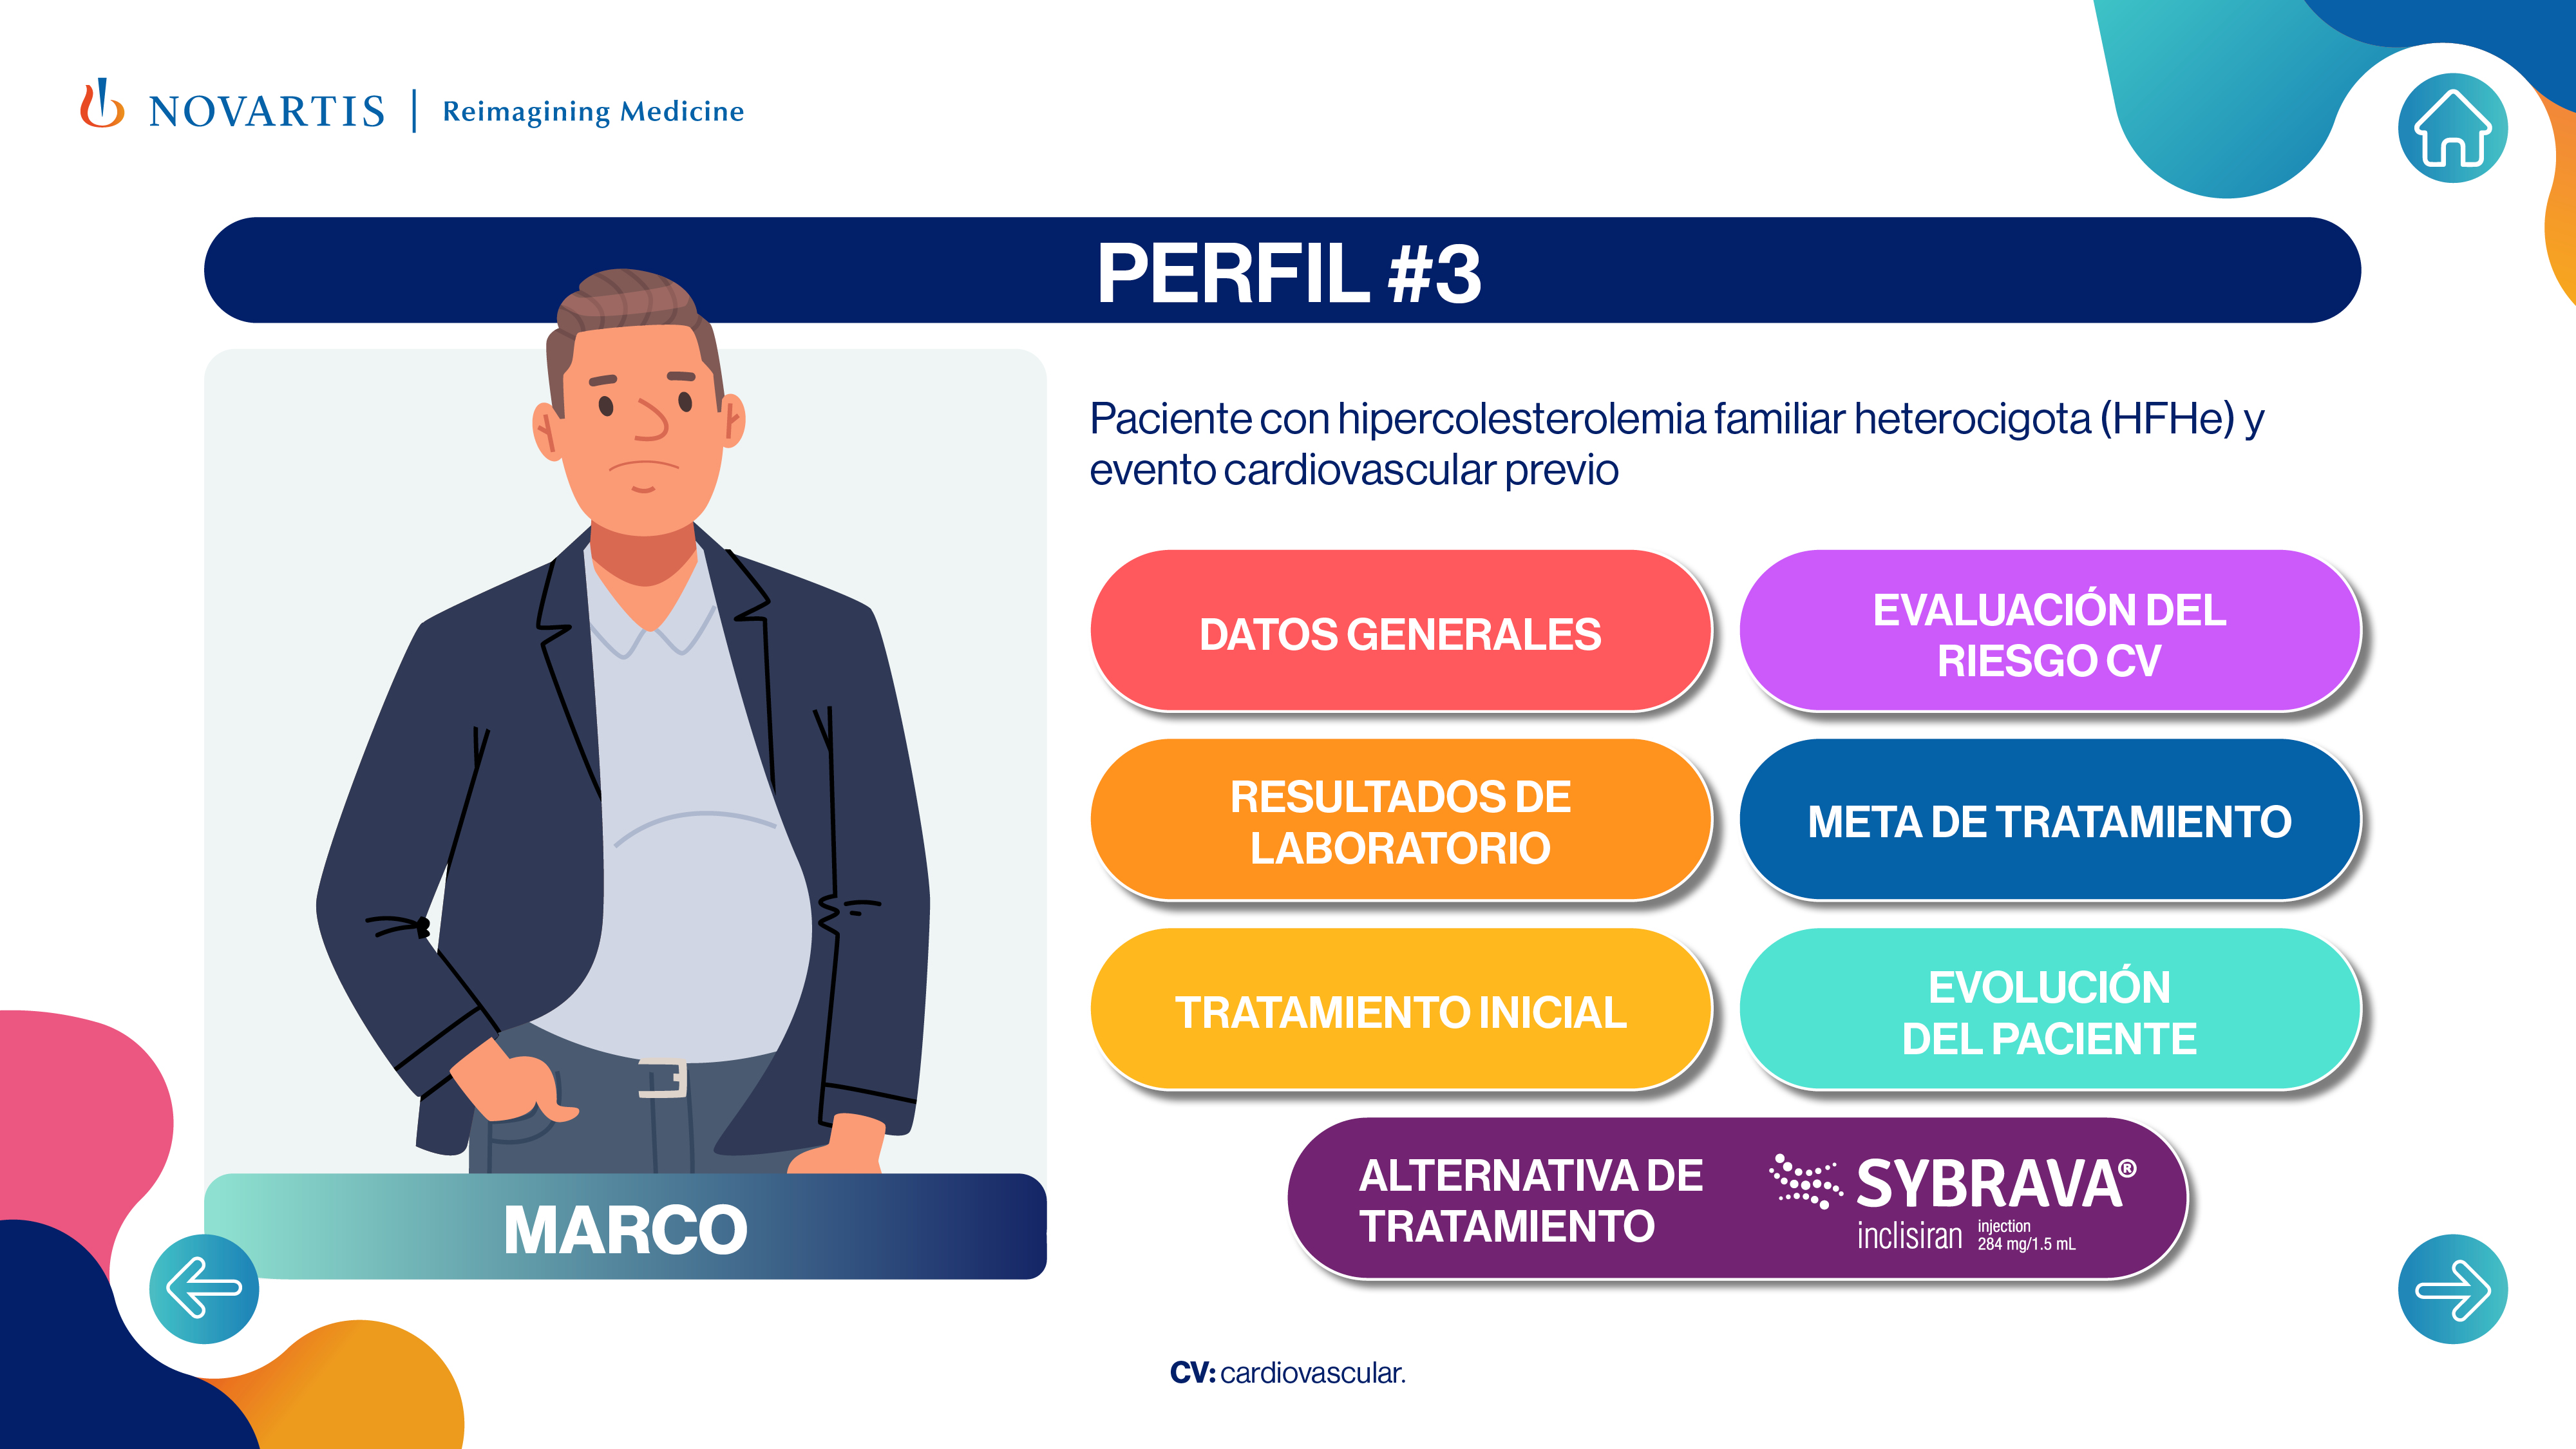 NOVARTIS | Reimagining Medicine
PERFIL #3
Paciente con hipercolesterolemia familiar heterocigota (HFHe) y
evento cardiovascular previo
DATOS GENERALES
EVALUACIÓN DEL
RIESGO CV
RESULTADOS DE
LABORATORIO
META DE TRATAMIENTO
TRATAMIENTO INICIAL
EVOLUCIÓN
DEL PACIENTE
ALTERNATIVA DE
TRATAMIENTO
SYBRAVA®
inclisiran injection
284 mg/1.5 mL
MARCO
CV: cardiovascular.